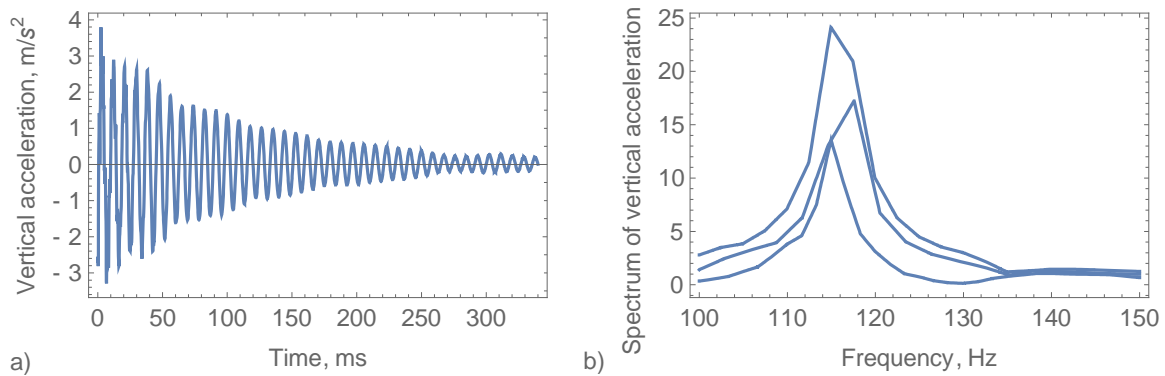 Vertical acceleration, m/s²
4
3
2
1
0
- 1
- 2
- 3
0 50 100 150 200 250 300
Time, ms
a)
Spectrum of vertical acceleration
25
20
15
10
5
0
100 110 120 130 140 150
Frequency, Hz
b)